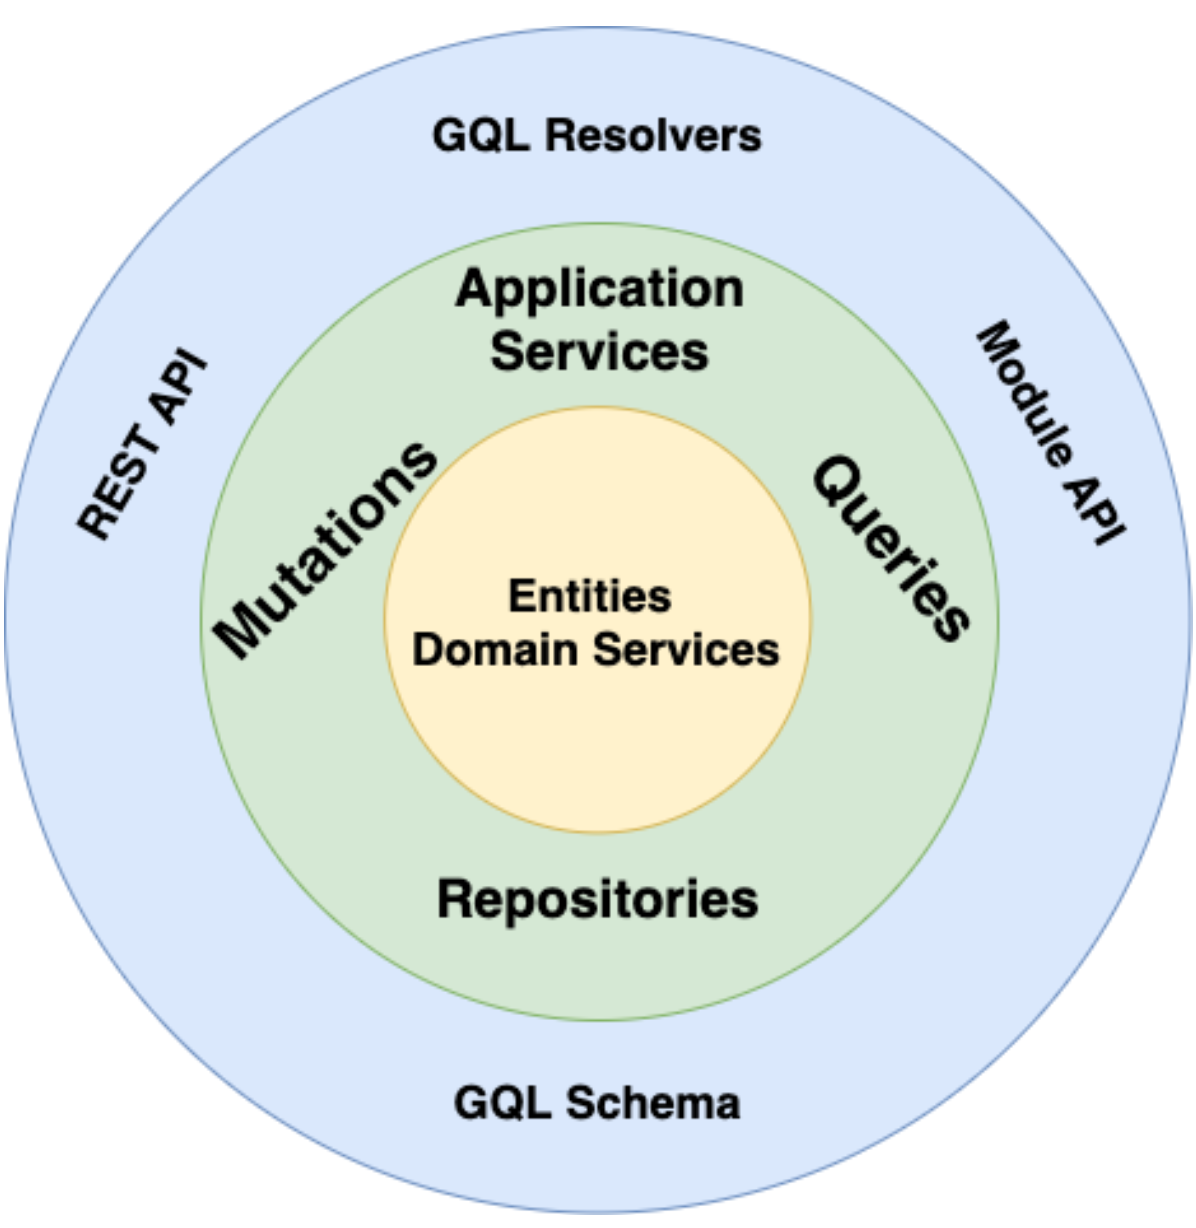 GQL Resolvers
Application
Services
REST API
Module API
Mutations
Queries
Entities
Domain Services
Repositories
GQL Schema